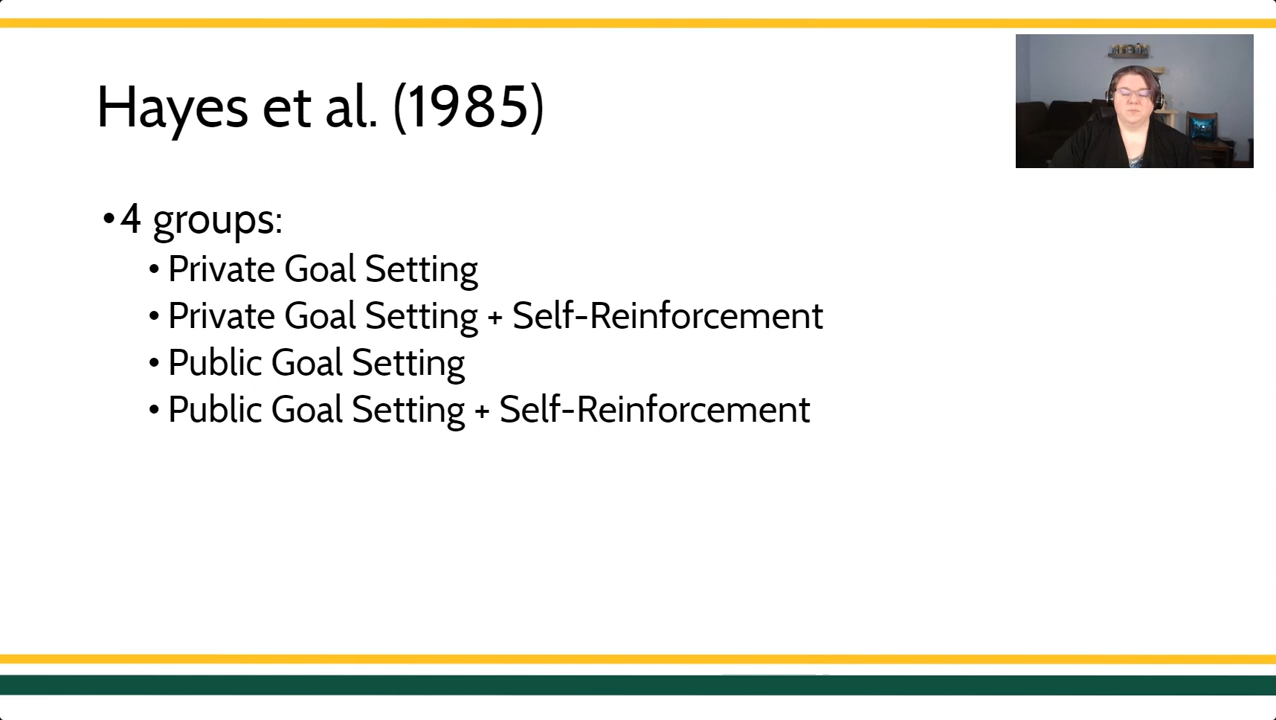 Hayes et al. (1985)
•4 groups:
• Private Goal Setting
• Private Goal Setting + Self-Reinforcement
• Public Goal Setting
• Public Goal Setting + Self-Reinforcement